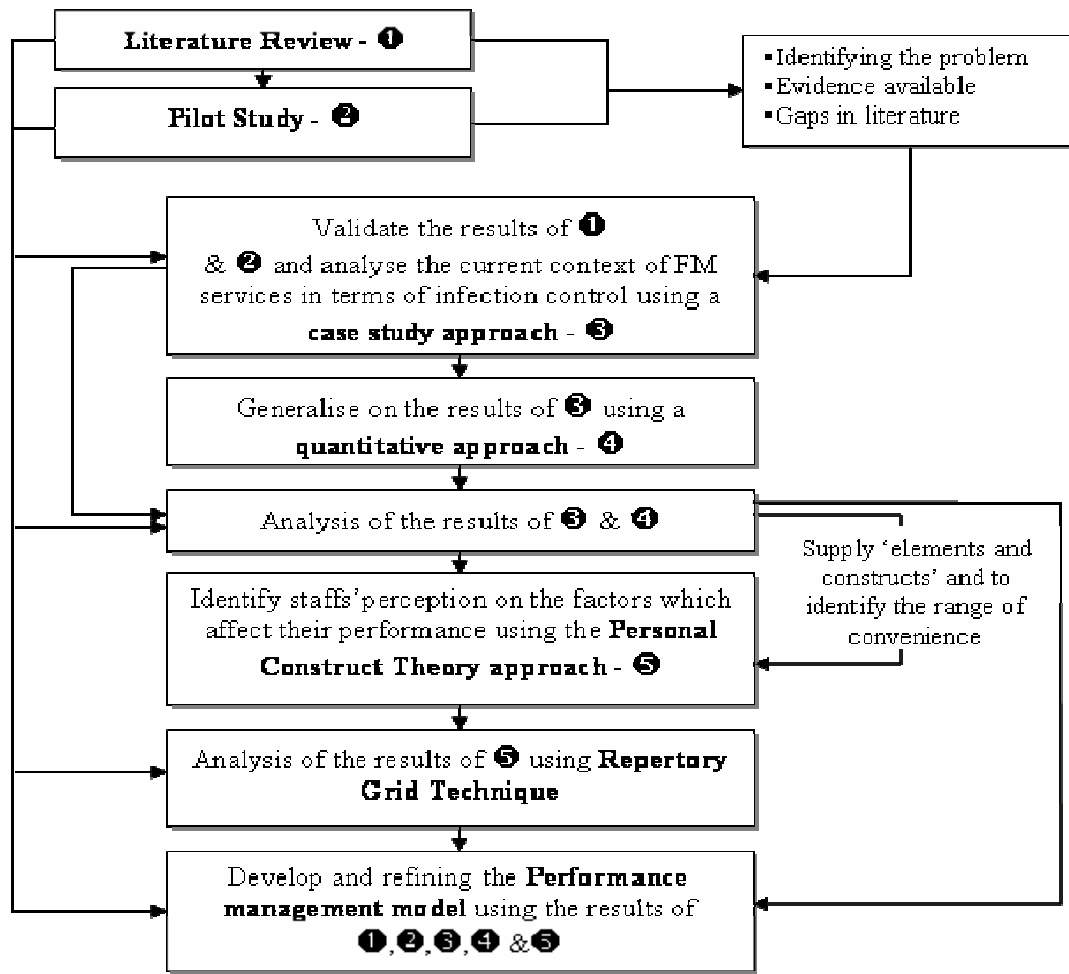 Literature Review - ❶
Pilot Study - ❷
▪Identifying the problem
▪Evidence available
▪Gaps in literature
Validate the results of ❶
& ❷ and analyse the current context of FM
services in terms of infection control using a
case study approach - ❸
Generalise on the results of ❸ using a
quantitative approach - ❹
Analysis of the results of ❸ & ❹
Supply ‘elements and
constructs’ and to
identify the range of
convenience
Identify staffs’perception on the factors which
affect their performance using the Personal
Construct Theory approach - ❺
Analysis of the results of ❺ using Repertory
Grid Technique
Develop and refining the Performance
management model using the results of
❶,❷,❸,❹ &❺